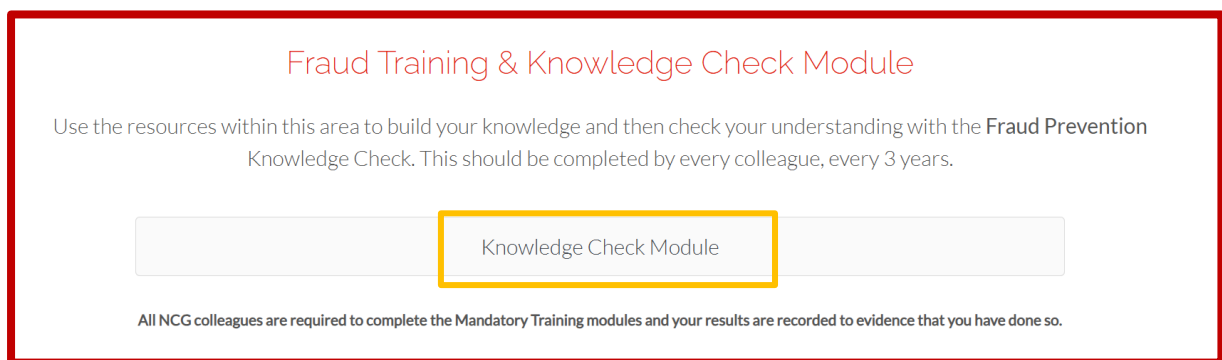 Fraud Training & Knowledge Check Module
Use the resources within this area to build your knowledge and then check your understanding with the Fraud Prevention
Knowledge Check. This should be completed by every colleague, every 3 years.
Knowledge Check Module
All NCG colleagues are required to complete the Mandatory Training modules and your results are recorded to evidence that you have done so.